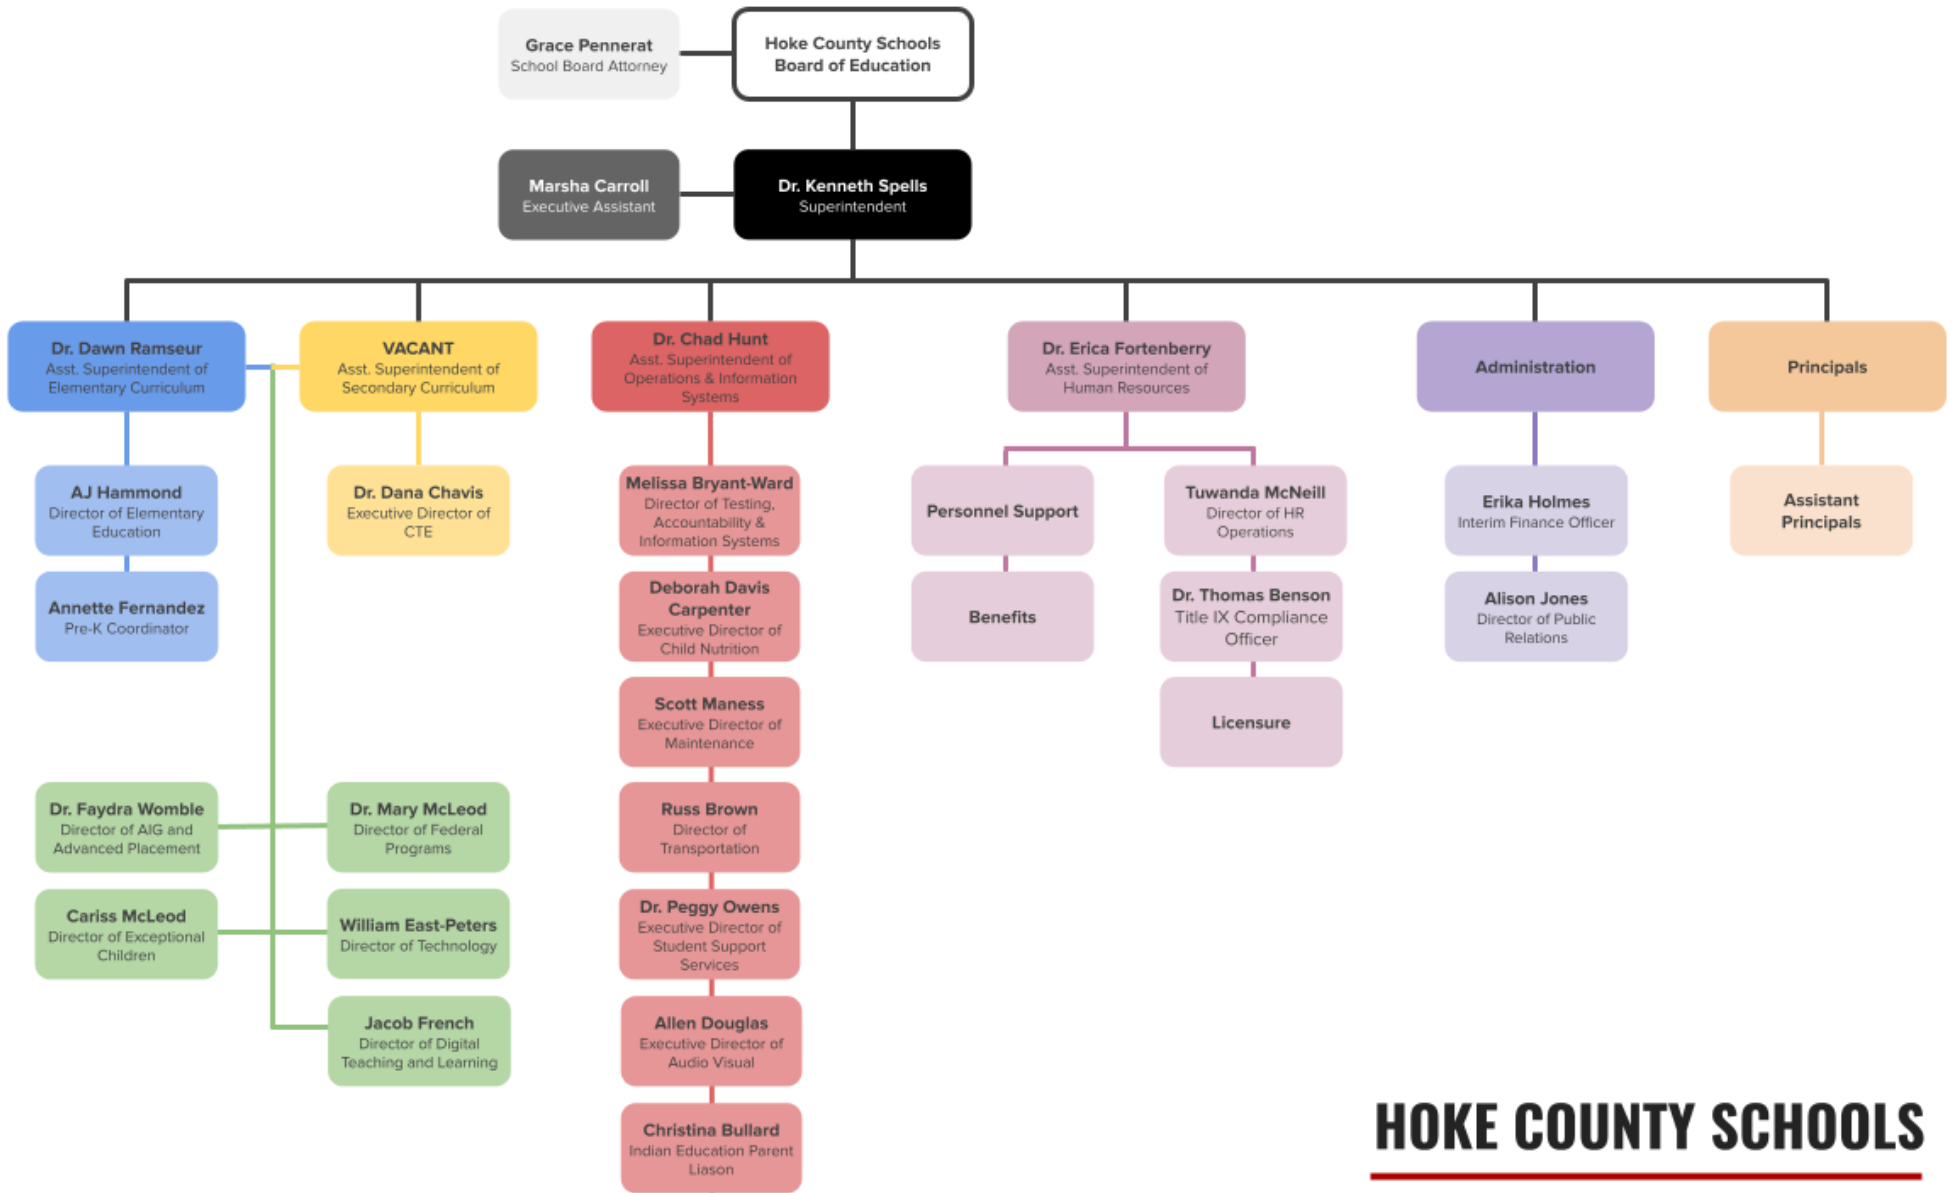 Grace Pennerat
School Board Attorney
Hoke County Schools
Board of Education
Marsha Carroll
Executive Assistant
Dr. Kenneth Spells
Superintendent
Dr. Dawn Ramseur
Asst. Superintendent of
Elementary Curriculum
VACANT
Asst. Superintendent of
Secondary Curriculum
Dr. Chad Hunt
Asst. Superintendent of
Operations & Information
Systems
Dr. Erica Fortenberry
Asst. Superintendent of
Human Resources
Administration
Principals
AJ Hammond
Director of Elementary
Education
Dr. Dana Chavis
Executive Director of
CTE
Melissa Bryant-Ward
Director of Testing,
Accountability &
Information Systems
Personnel Support
Tuwanda McNeill
Director of HR
Operations
Erika Holmes
Interim Finance Officer
Assistant
Principals
Annette Fernandez
Pre-K Coordinator
Deborah Davis
Carpenter
Executive Director of
Child Nutrition
Benefits
Dr. Thomas Benson
Title IX Compliance
Officer
Alison Jones
Director of Public
Relations
Scott Maness
Executive Director of
Maintenance
Licensure
Dr. Faydra Womble
Director of AIG and
Advanced Placement
Dr. Mary McLeod
Director of Federal
Programs
Russ Brown
Director of
Transportation
Cariss McLeod
Director of Exceptional
Children
William East-Peters
Director of Technology
Dr. Peggy Owens
Executive Director of
Student Support
Services
Jacob French
Director of Digital
Teaching and Learning
Allen Douglas
Executive Director of
Audio Visual
Christina Bullard
Indian Education Parent
Liason
HOKE COUNTY SCHOOLS